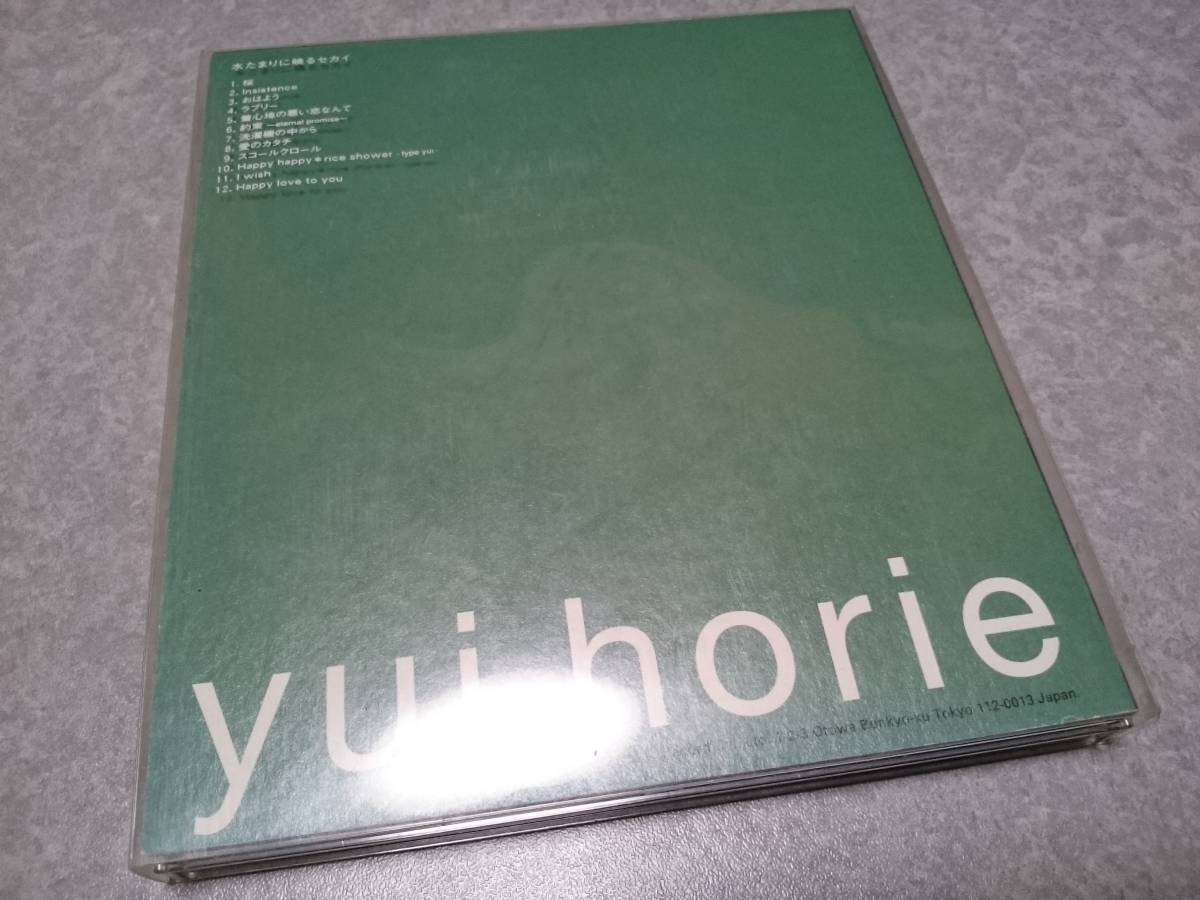 水たまりに映るセカイ
1. 桜
2. Insistence
3. おはよう
4. ラブリー
5. 寝心地の悪い恋なんて
6. 約束 ―eternal promise～
7. 洗濯機の中から
8. 愛のカタチ
9. スコールクロール
10. Happy happy*rice shower -type yui-
11. I wish
12. Happy love to you
yui horie
1-2-3 Otowa Bunkyo-ku Tokyo 112-0013 Japan.